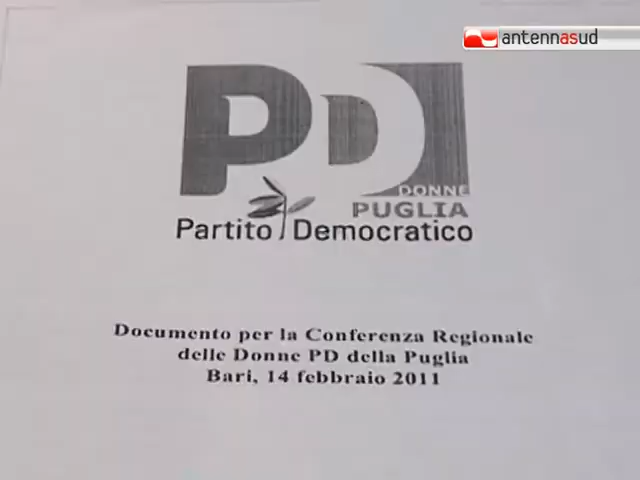 antennasud
PD
DONNE
PUGLIA
Partito Democratico
Documento per la Conferenza Regionale
delle Donne PD della Puglia
Bari, 14 febbraio 2011